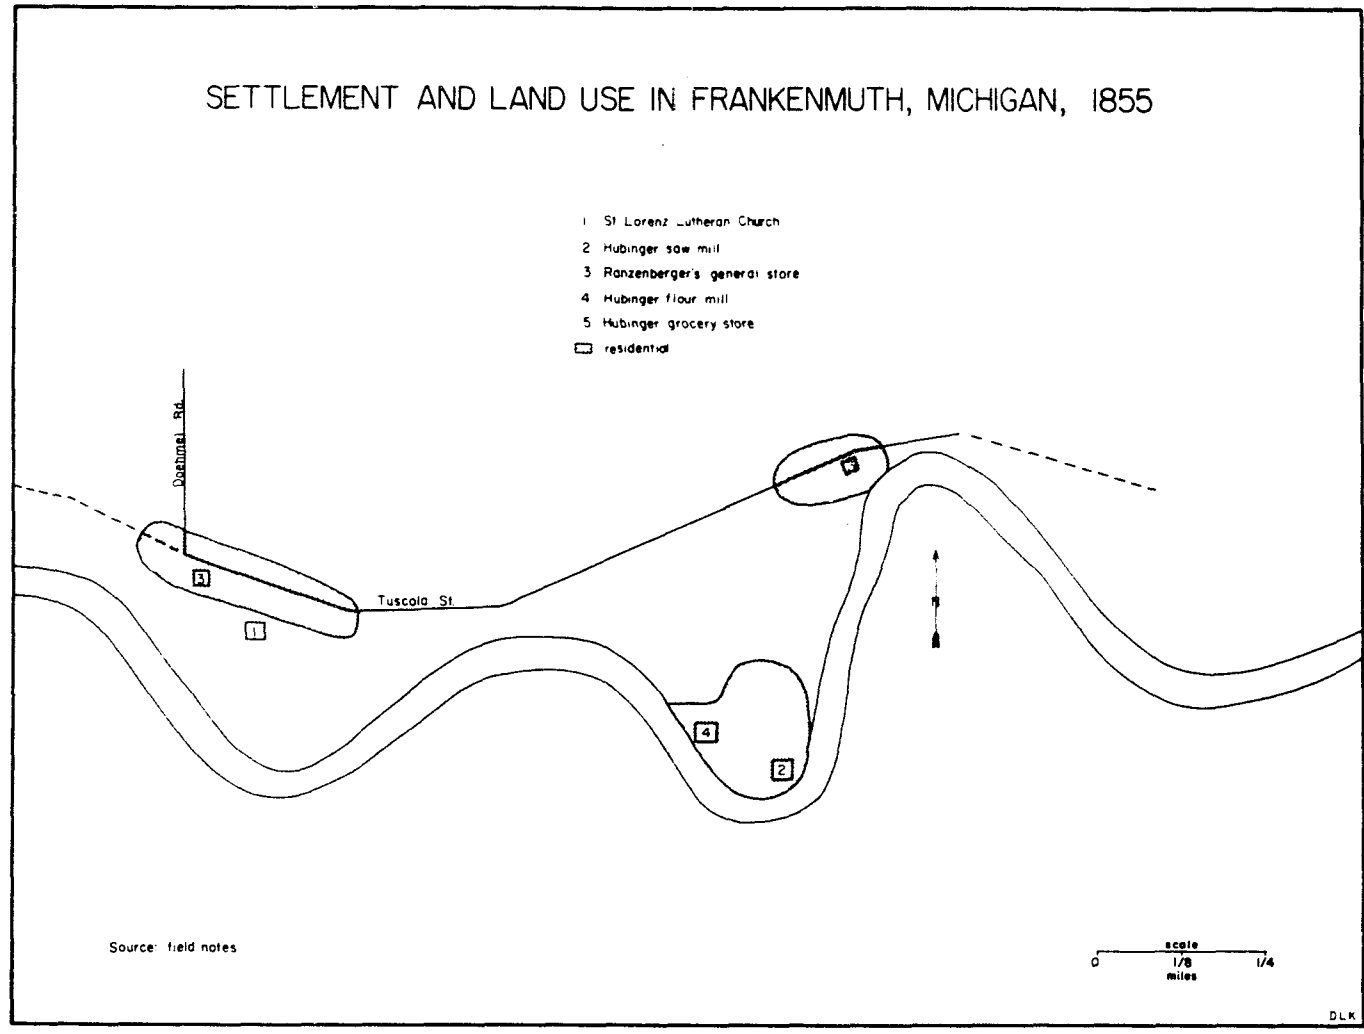 SETTLEMENT AND LAND USE IN FRANKENMUTH, MICHIGAN, 1855
1 St Lorenz Lutheran Church
2 Hubinger saw mill
3 Ranzenberger's general store
4 Hubinger flour mill
5 Hubinger grocery store
residential
Daehmel Rd.
3
1
Tuscola St.
N
4
2
Source: field notes
scale
0 1/8 1/4
miles
DLK